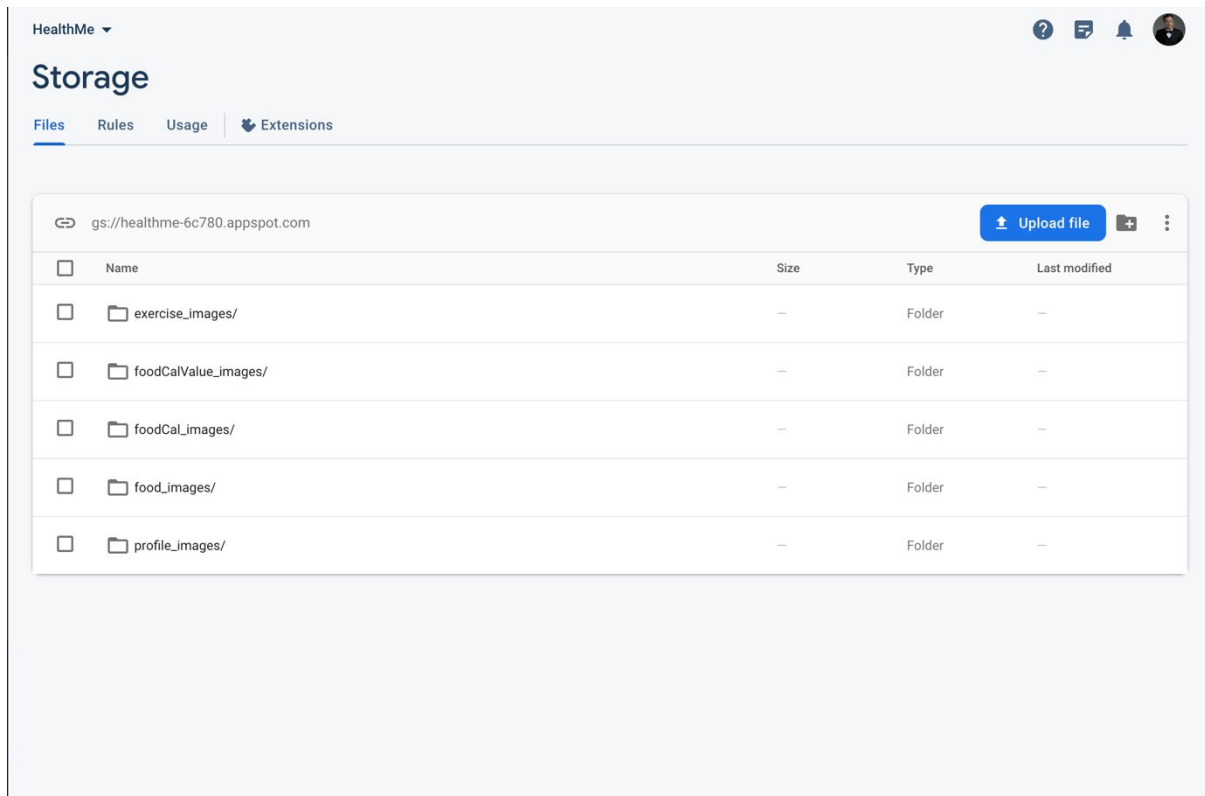 HealthMe
Storage
Files Rules Usage Extensions
gs://healthme-6c780.appspot.com Upload file
Name Size Type Last modified
exercise_images/ — Folder —
foodCalValue_images/ — Folder —
foodCal_images/ — Folder —
food_images/ — Folder —
profile_images/ — Folder —